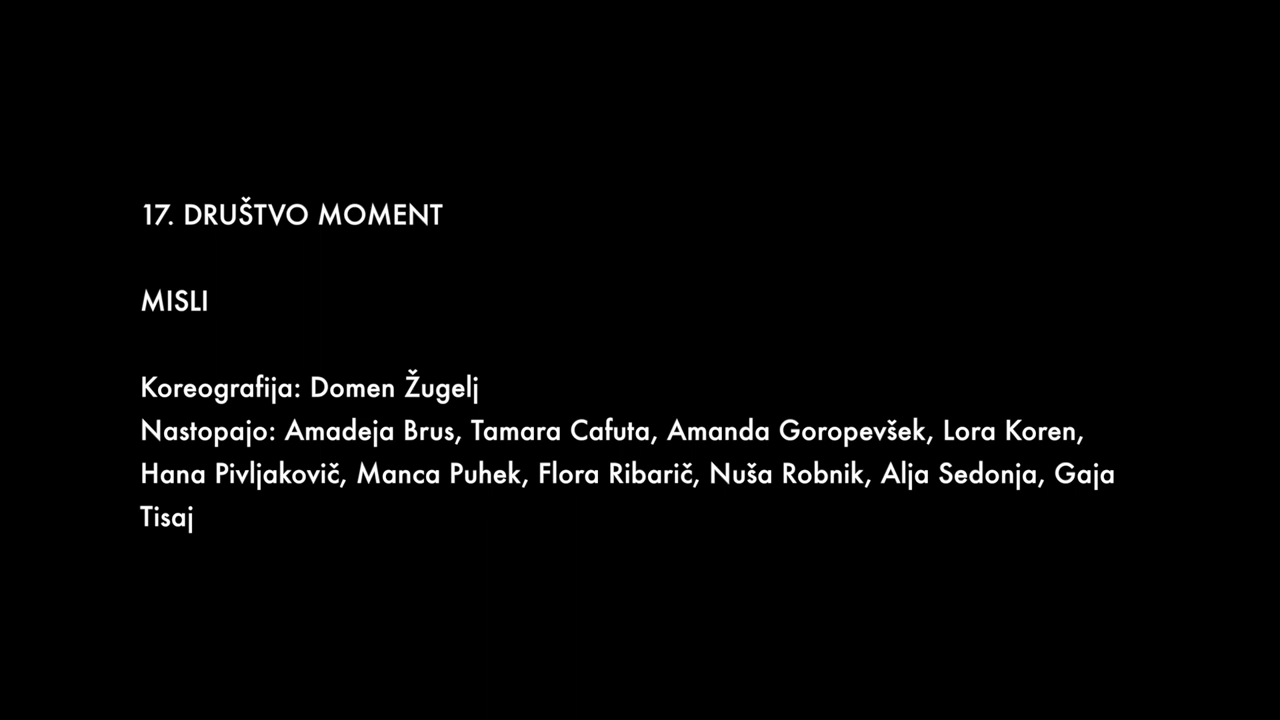 17. DRUŠTVO MOMENT
MISLI
Koreografija: Domen Žugelj
Nastopajo: Amadeja Brus, Tamara Cafuta, Amanda Goropevšek, Lora Koren,
Hana Pivljakovič, Manca Puhek, Flora Ribarič, Nuša Robnik, Alja Sedonja, Gaja
Tisaj